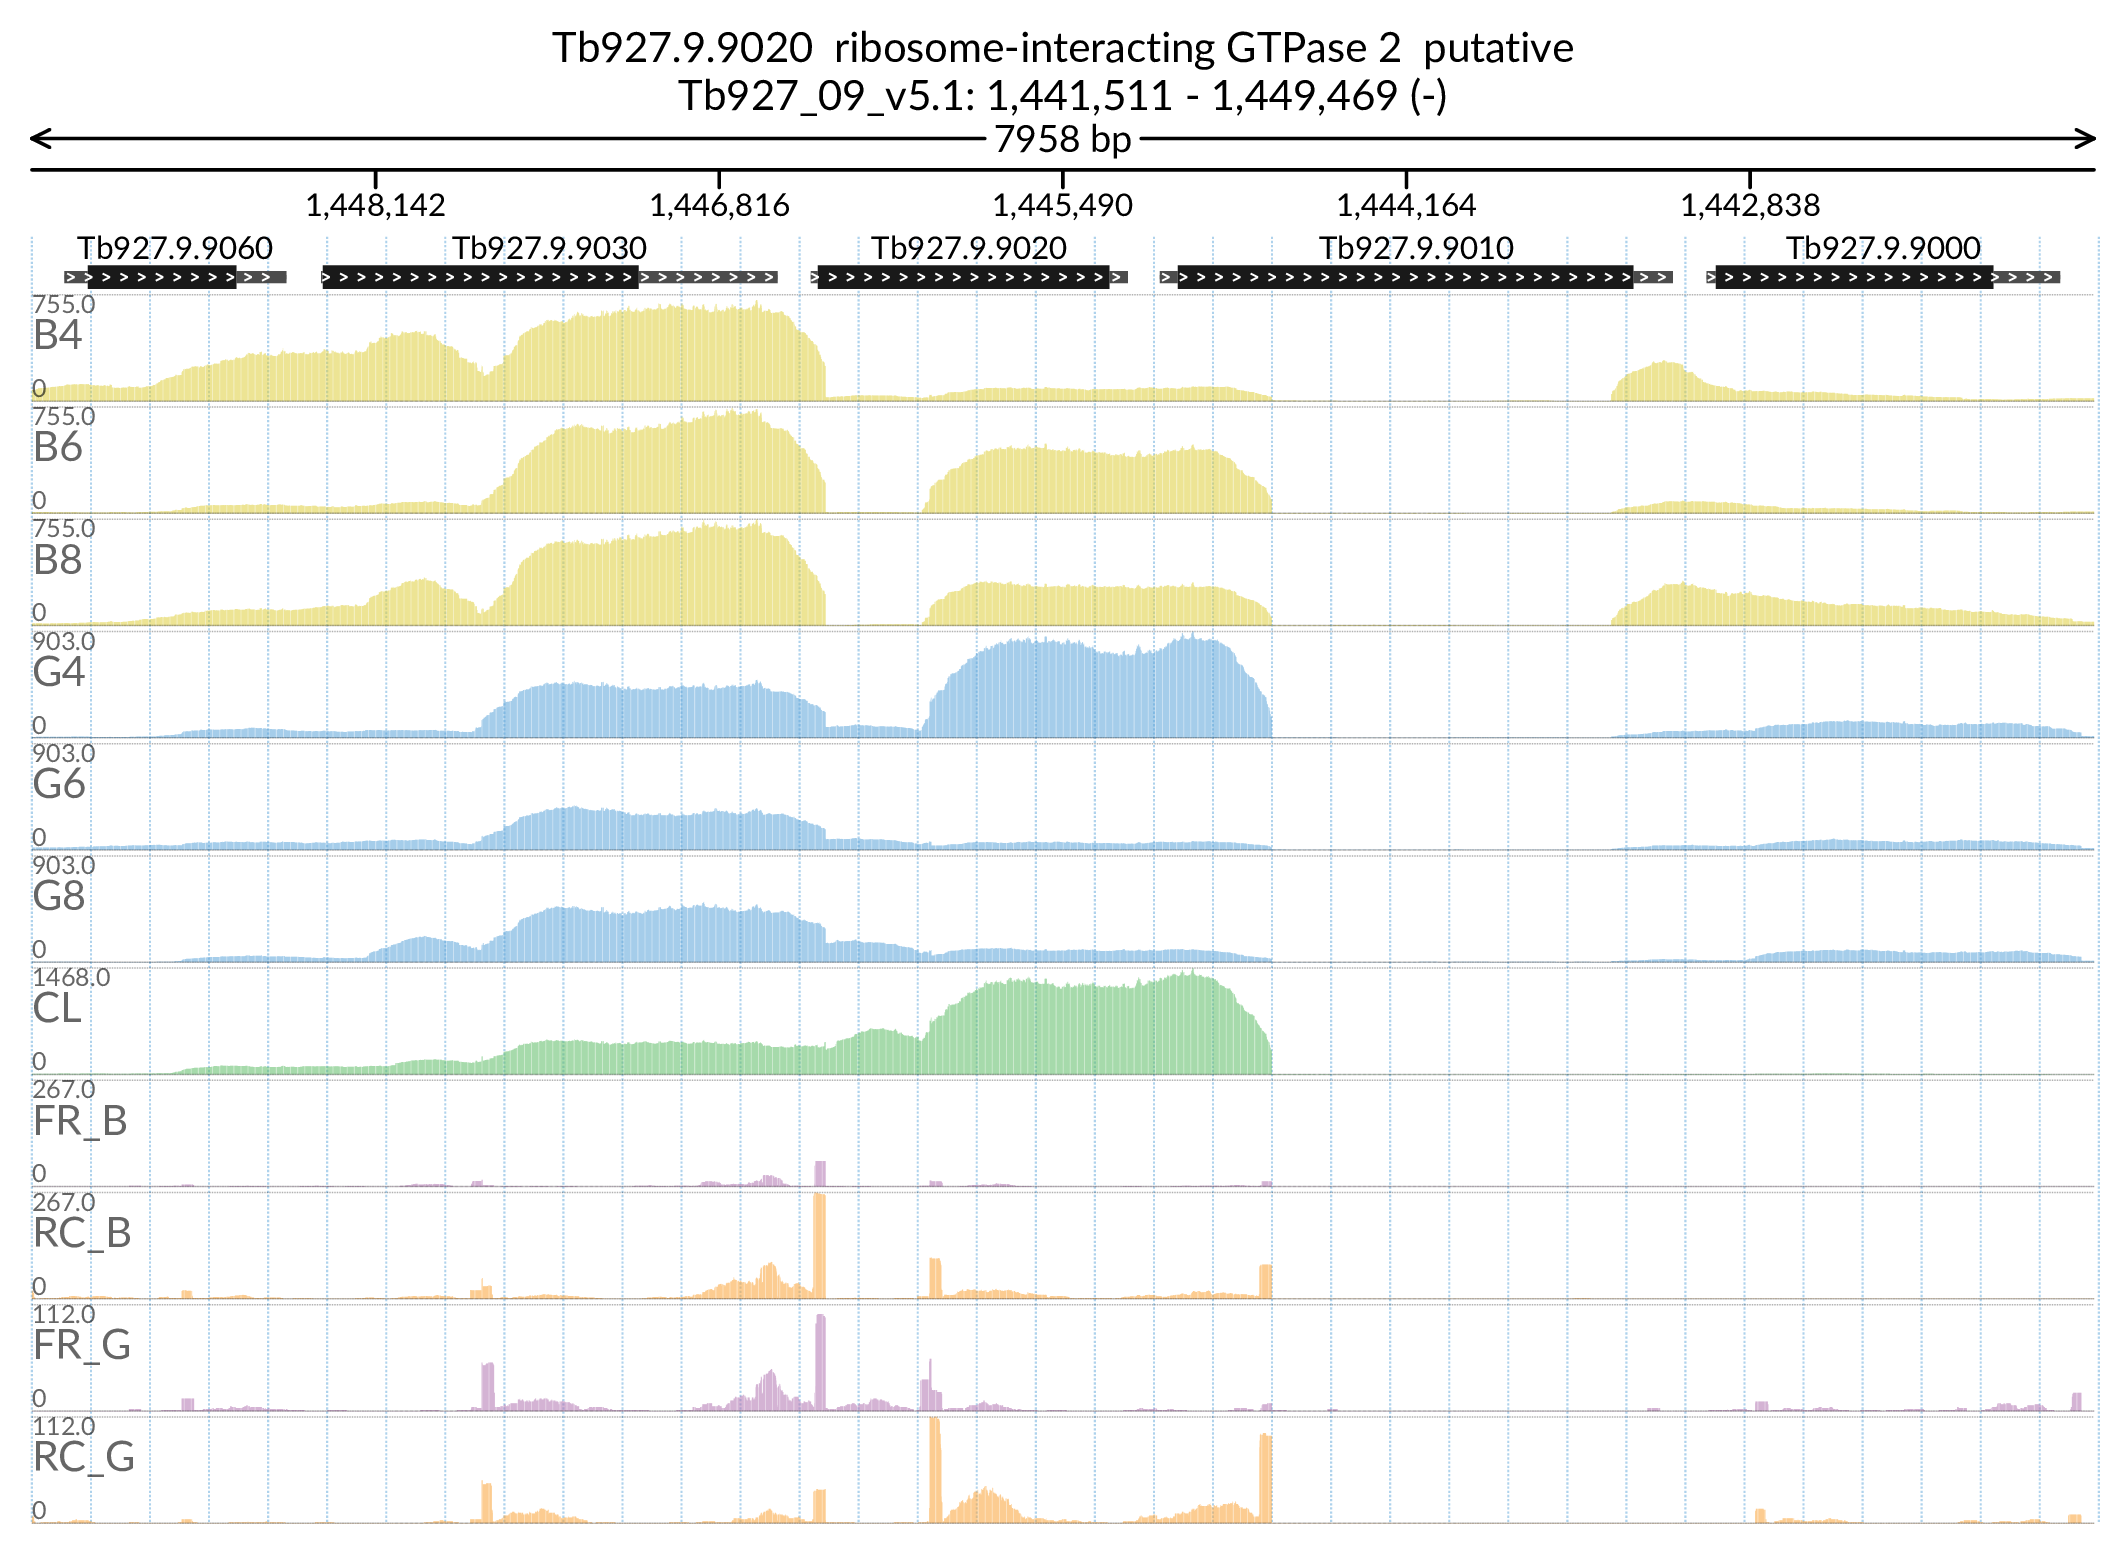 Tb927.9.9020 ribosome-interacting GTPase 2 putative
Tb927_09_v5.1: 1,441,511 - 1,449,469 (-)
7958 bp
1,448,142 1,446,816 1,445,490 1,444,164 1,442,838
Tb927.9.9060 Tb927.9.9030 Tb927.9.9020 Tb927.9.9010 Tb927.9.9000
755.0
B4
0
755.0
B6
0
755.0
B8
0
903.0
G4
0
903.0
G6
0
903.0
G8
0
1468.0
CL
0
267.0
FR_B
0
267.0
RC_B
0
112.0
FR_G
0
112.0
RC_G
0